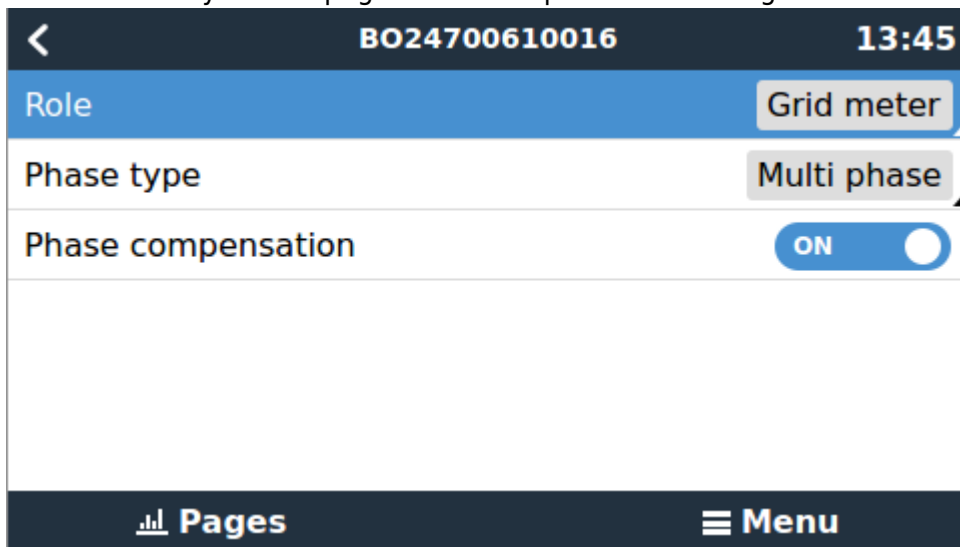 BO24700610016 13:45
Role Grid meter
Phase type Multi phase
Phase compensation ON
Pages Menu